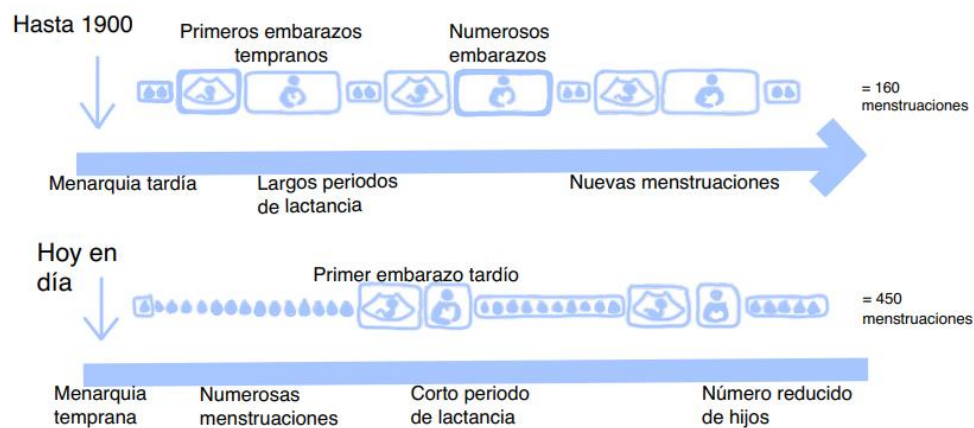 Hasta 1900
Primeros embarazos
tempranos
Numerosos
embarazos
= 160
menstruaciones
Menarquia tardía
Largos periodos
de lactancia
Nuevas menstruaciones
Hoy en
día
Primer embarazo tardío
= 450
menstruaciones
Menarquia
temprana
Numerosas
menstruaciones
Corto periodo
de lactancia
Número reducido
de hijos